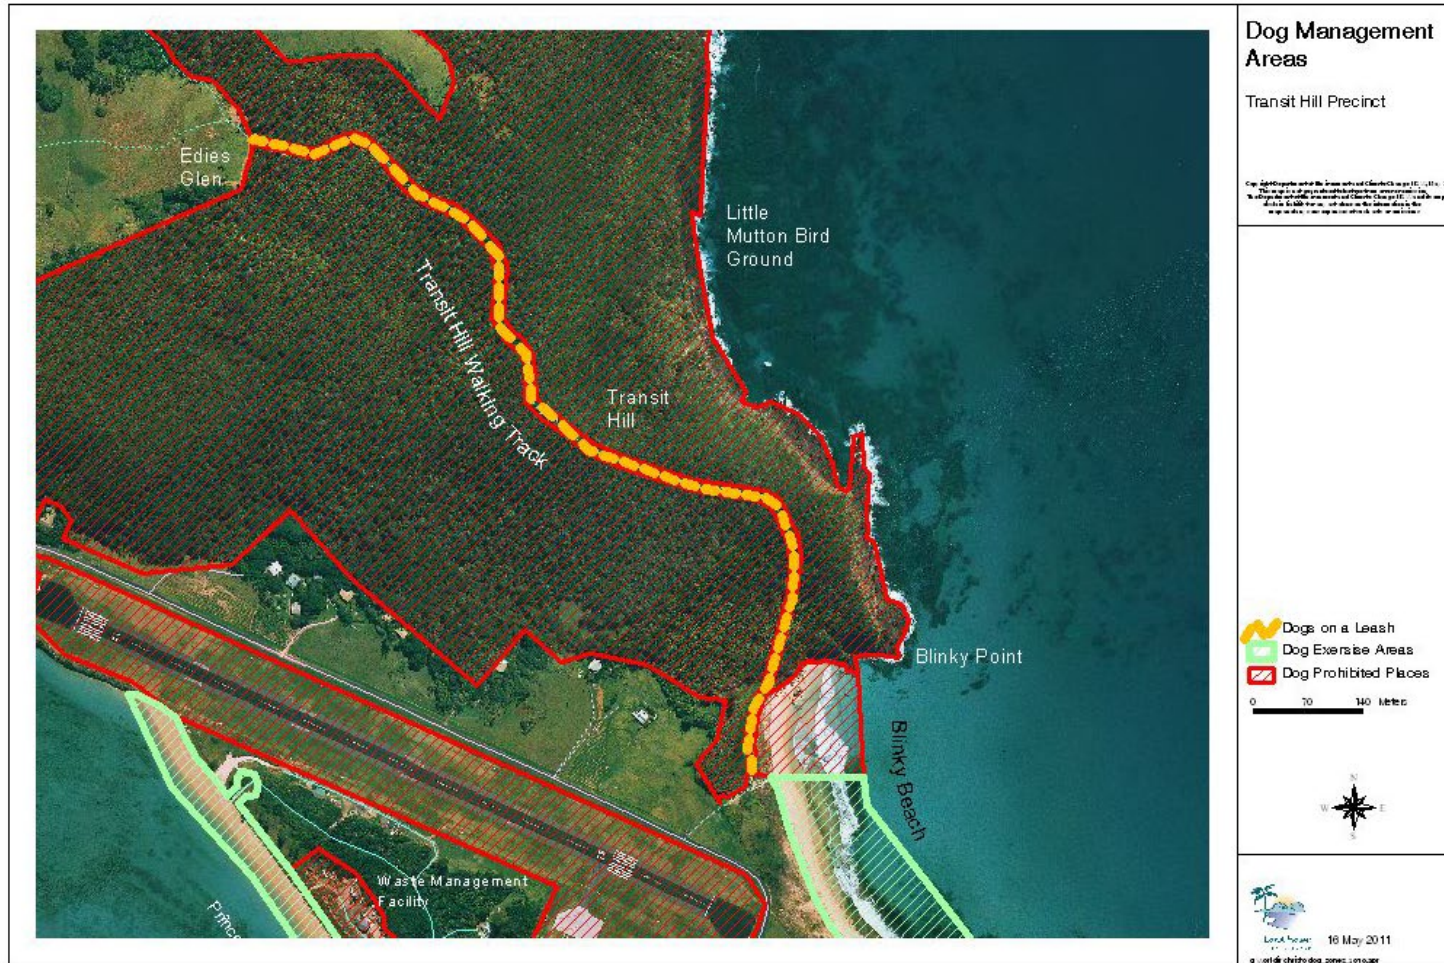 Dog Management
Areas
Transit Hill Precinct
Edies
Glen
Little
Mutton Bird
Ground
Transit Hill Walking Track
Transit
Hill
Blinky Point
Blinky Beach
Waste Management
Facility
Princ
Dogs on a Leash
Dog Exersise Areas
Dog Prohibited Places
0 70 140 Meters
N
W E
S
16 May 2011